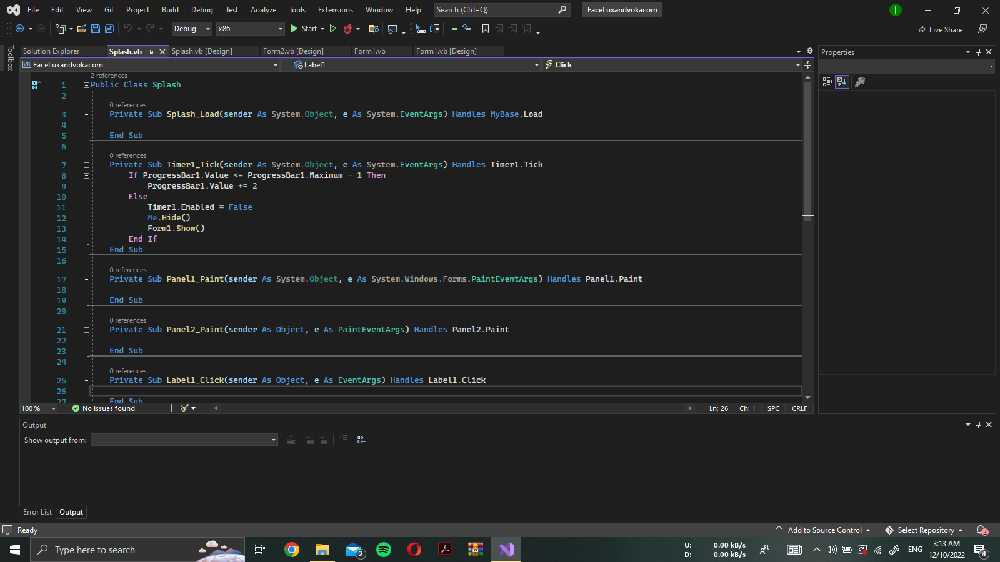 File Edit View Git Project Build Debug Test Analyze Tools Extensions Window Help Search (Ctrl+Q) FaceLuxandvokacom I
Debug x86 Start Live Share
Toolbox
Solution Explorer Splash.vb Splash.vb [Design] Form2.vb [Design] Form1.vb Form1.vb [Design] Properties
VB FaceLuxandvokacom Label1 Click
2 references
1 Public Class Splash
2
0 references
3 Private Sub Splash_Load(sender As System.Object, e As System.EventArgs) Handles MyBase.Load
4
5 End Sub
6
0 references
7 Private Sub Timer1_Tick(sender As System.Object, e As System.EventArgs) Handles Timer1.Tick
8 If ProgressBar1.Value <= ProgressBar1.Maximum - 1 Then
9 ProgressBar1.Value += 2
10 Else
11 Timer1.Enabled = False
12 Me.Hide()
13 Form1.Show()
14 End If
15 End Sub
16
0 references
17 Private Sub Panel1_Paint(sender As System.Object, e As System.Windows.Forms.PaintEventArgs) Handles Panel1.Paint
18
19 End Sub
20
0 references
21 Private Sub Panel2_Paint(sender As Object, e As PaintEventArgs) Handles Panel2.Paint
22
23 End Sub
24
0 references
25 Private Sub Label1_Click(sender As Object, e As EventArgs) Handles Label1.Click
26
27 End Sub
100 % No issues found Ln: 26 Ch: 1 SPC CRLF
Output
Show output from:
Error List Output
Ready Add to Source Control Select Repository 2
Type here to search 2 U: 0.00 kB/s D: 0.00 kB/s ENG 3:13 AM 12/10/2022 4